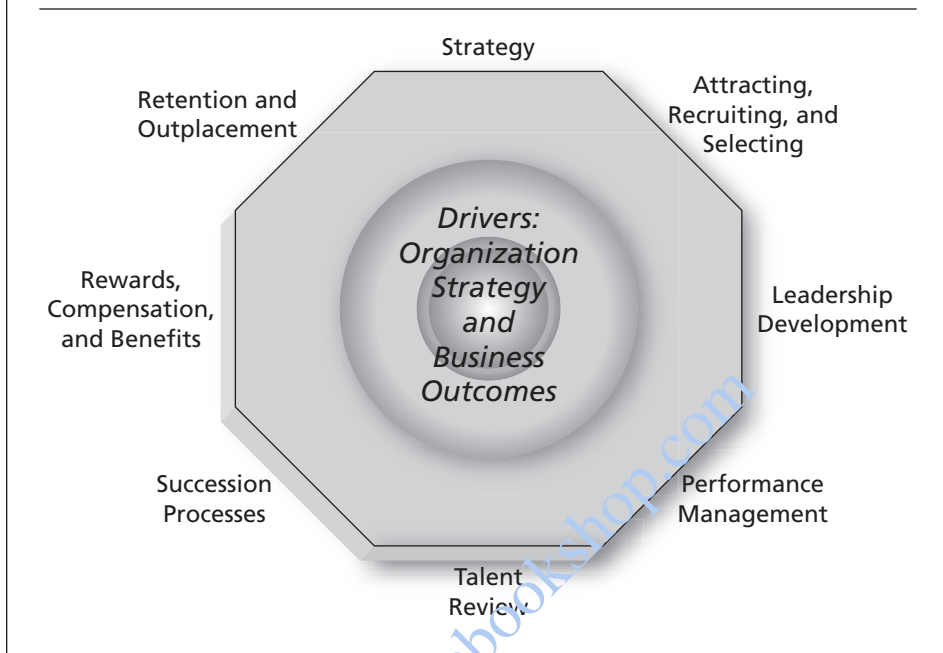 Strategy
Attracting,
Recruiting, and
Selecting
Leadership
Development
Performance
Management
Talent
Review
Succession
Processes
Rewards,
Compensation,
and Benefits
Retention and
Outplacement
Drivers:
Organization
Strategy
and
Business
Outcomes
bookshop.com